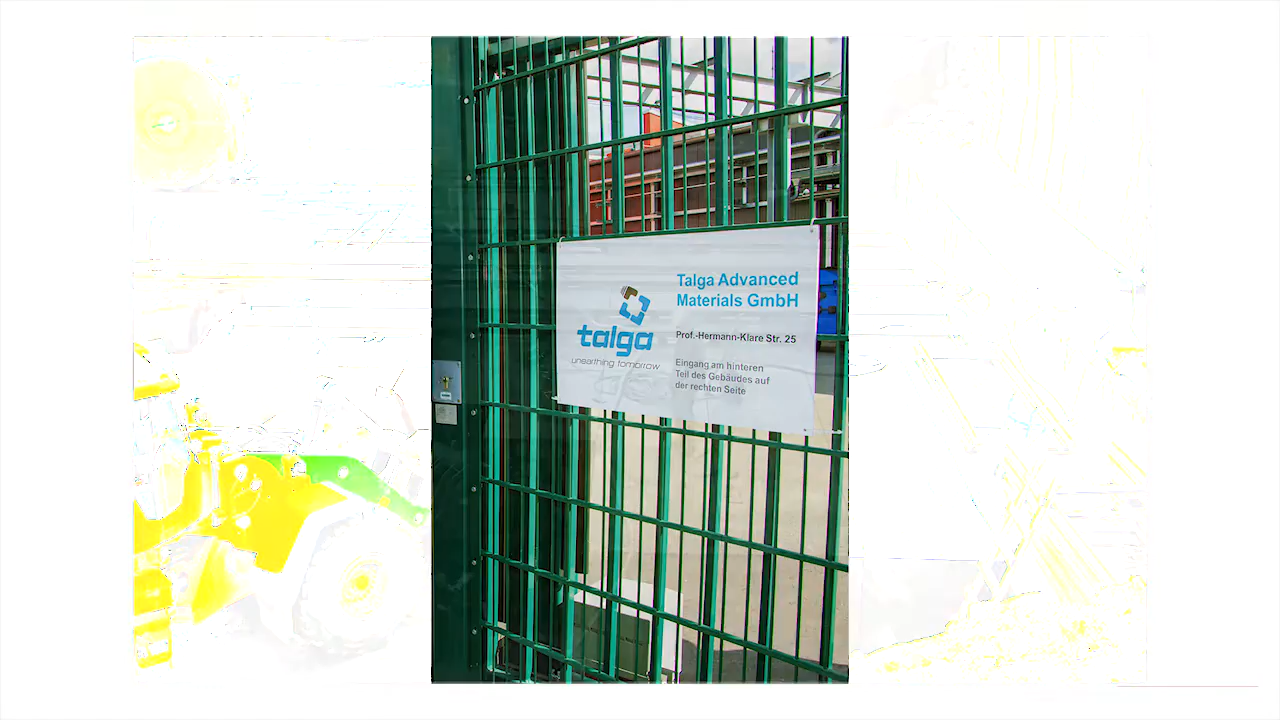 talga
unearthing tomorrow
Talga Advanced
Materials GmbH
Prof.-Hermann-Klare Str. 25
Eingang am hinteren
Teil des Gebäudes auf
der rechten Seite